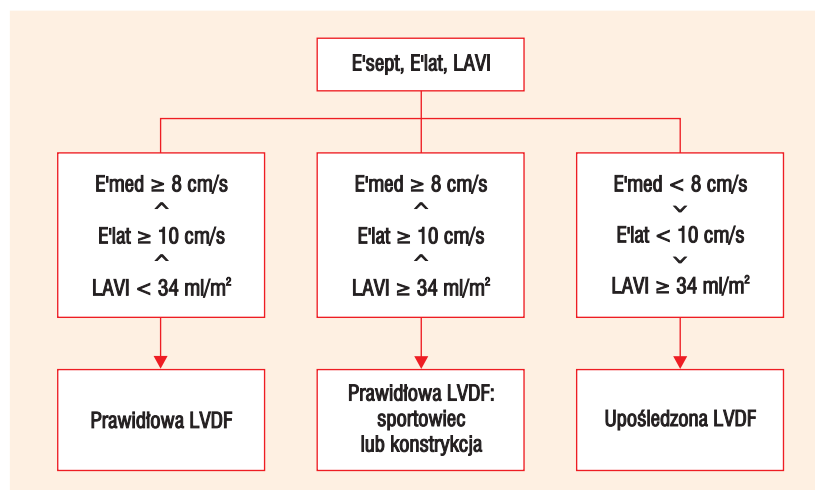 E'sept, E'lat, LAVI
E'med ≥ 8 cm/s
^
E'lat ≥ 10 cm/s
^
LAVI < 34 ml/m²
E'med ≥ 8 cm/s
^
E'lat ≥ 10 cm/s
^
LAVI ≥ 34 ml/m²
E'med < 8 cm/s
⌄
E'lat < 10 cm/s
⌄
LAVI ≥ 34 ml/m²
Prawidłowa LVDF
Prawidłowa LVDF:
sportowiec
lub konstrykcja
Upośledzona LVDF